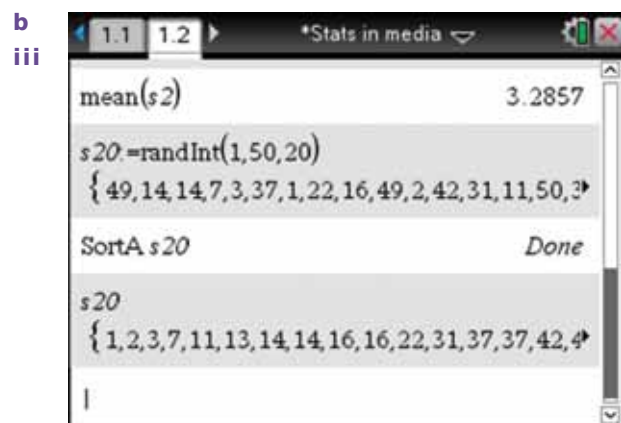 b
iii
1.1 1.2 *Stats in media
mean(s2) 3.2857
s20:=randInt(1,50,20)
{49,14,14,7,3,37,1,22,16,49,2,42,31,11,50,3
SortA s20 Done
s20
{1,2,3,7,11,13,14,14,16,16,22,31,37,37,42,4